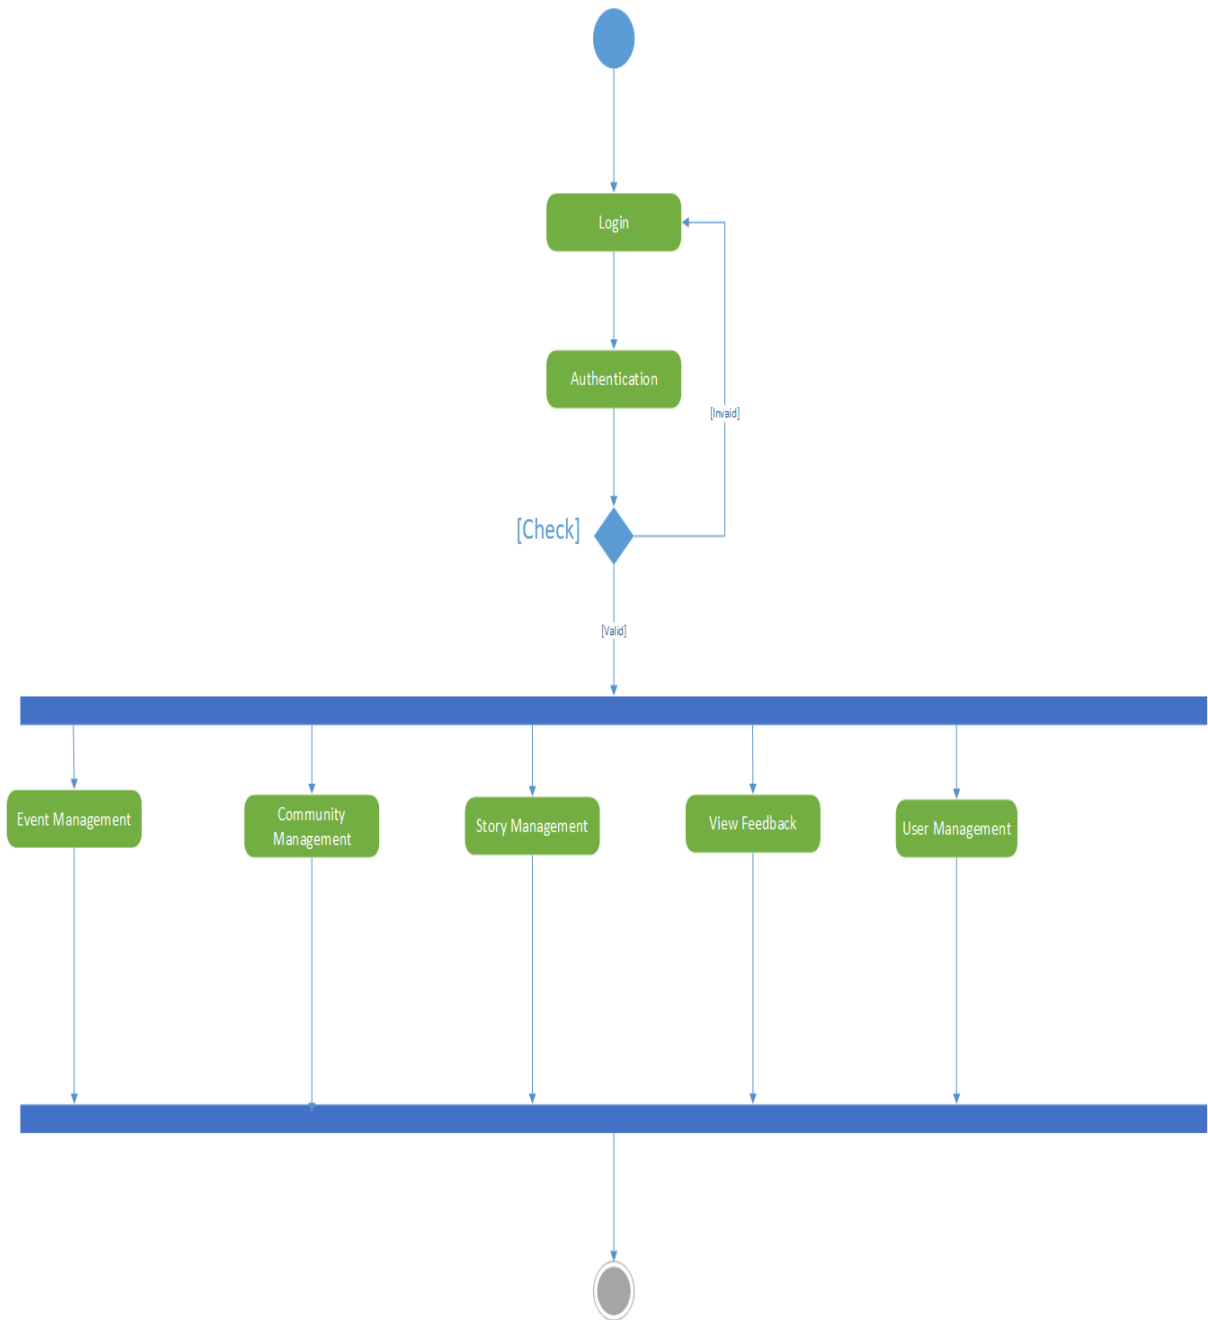 Login
Authentication
[Invaid]
[Check]
[Valid]
Event Management
Community
Management
Story Management
View Feedback
User Management